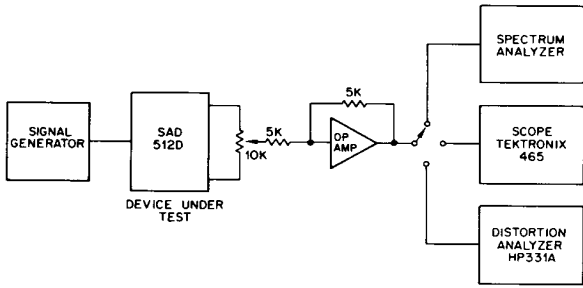 SIGNAL
GENERATOR
SAD
512D
DEVICE UNDER
TEST
10K
5K
5K
OP
AMP
SPECTRUM
ANALYZER
SCOPE
TEKTRONIX
465
DISTORTION
ANALYZER
HP331A